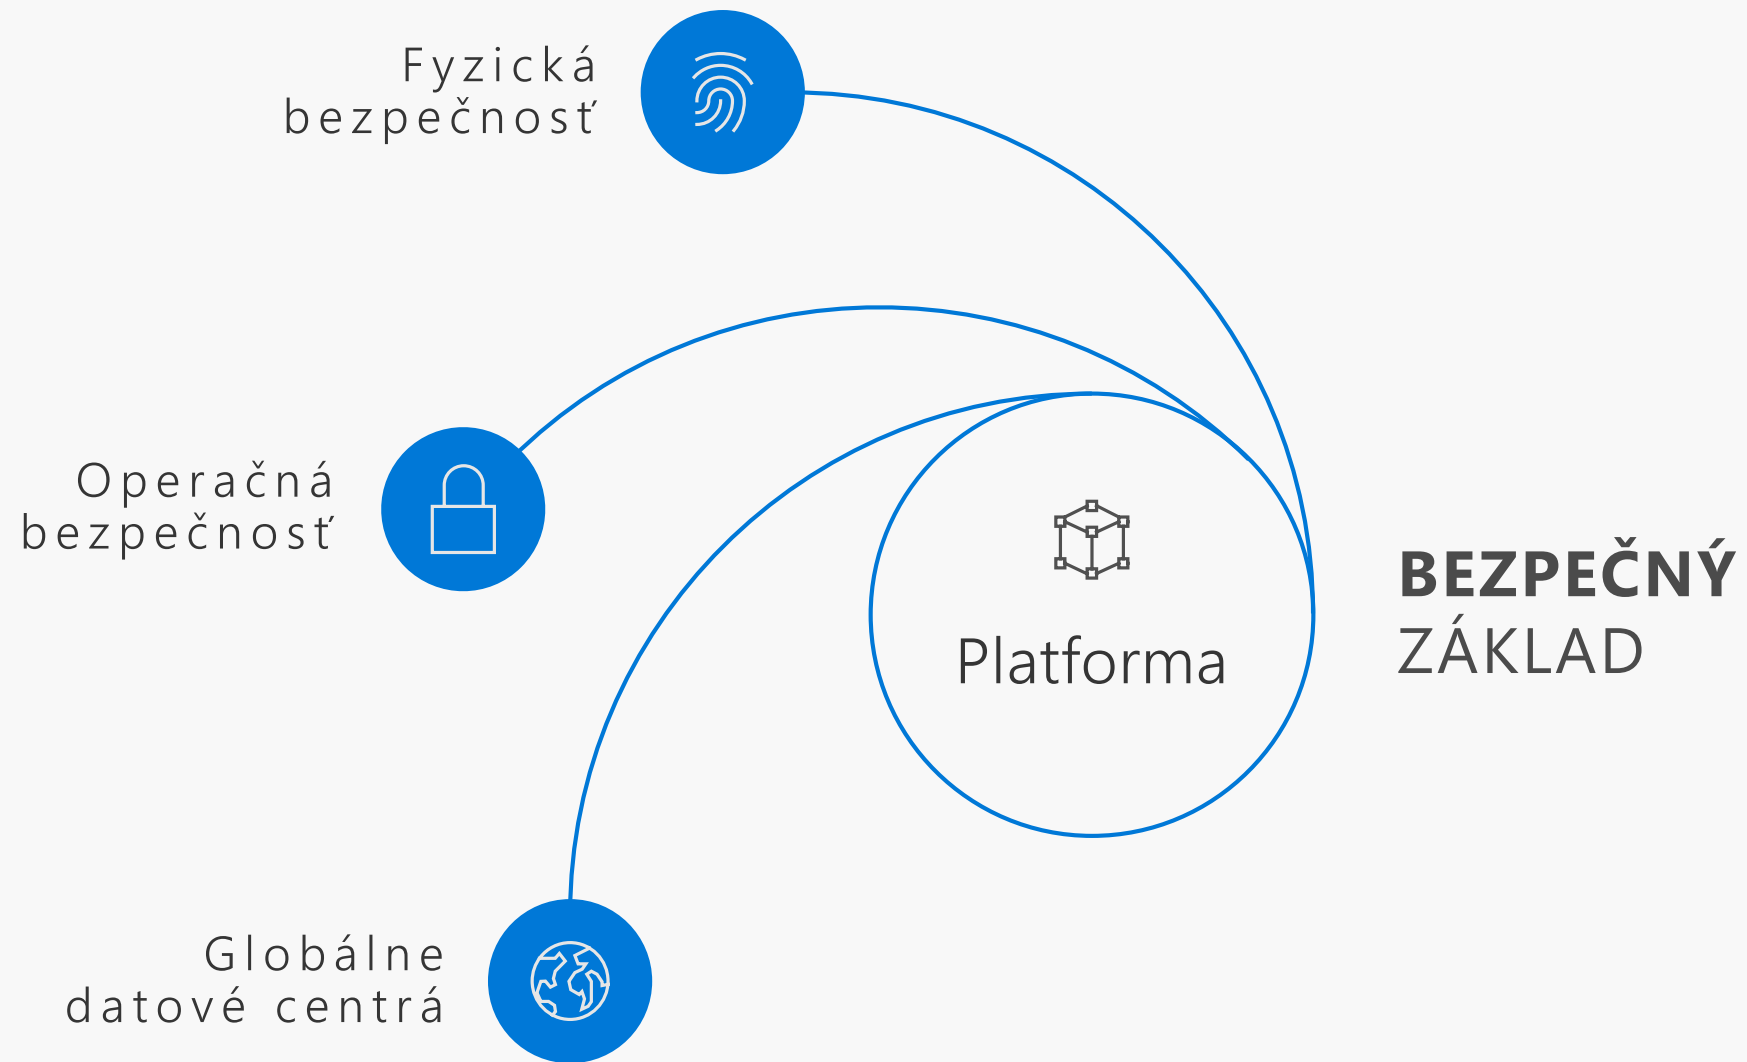 Fyzická
bezpečnosť
Operačná
bezpečnosť
Globálne
datové centrá
Platforma
BEZPEČNÝ
ZÁKLAD